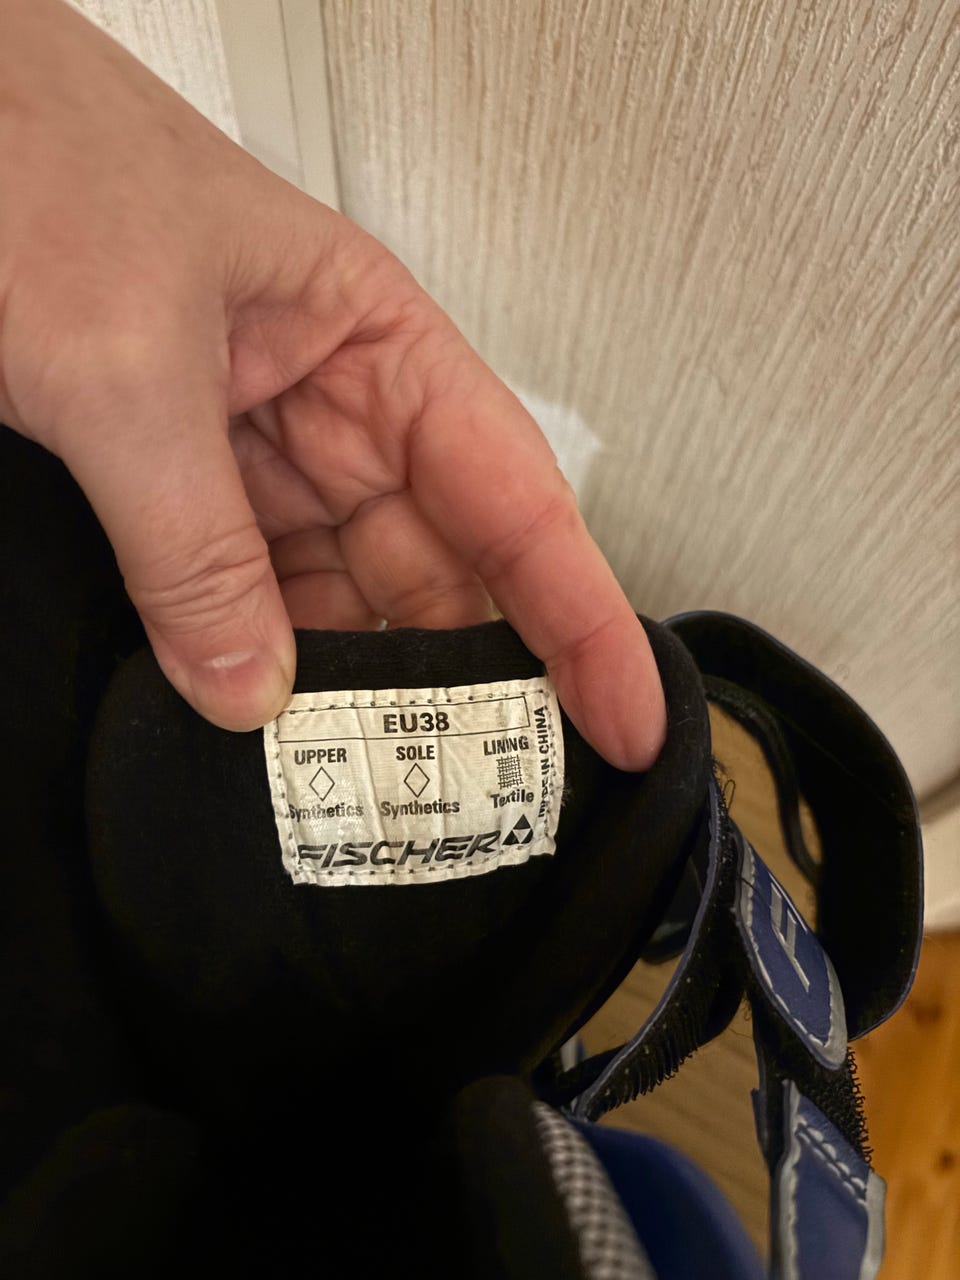 EU38
UPPER SOLE LINING
Synthetics Synthetics Textile
FISCHER
MADE IN CHINA